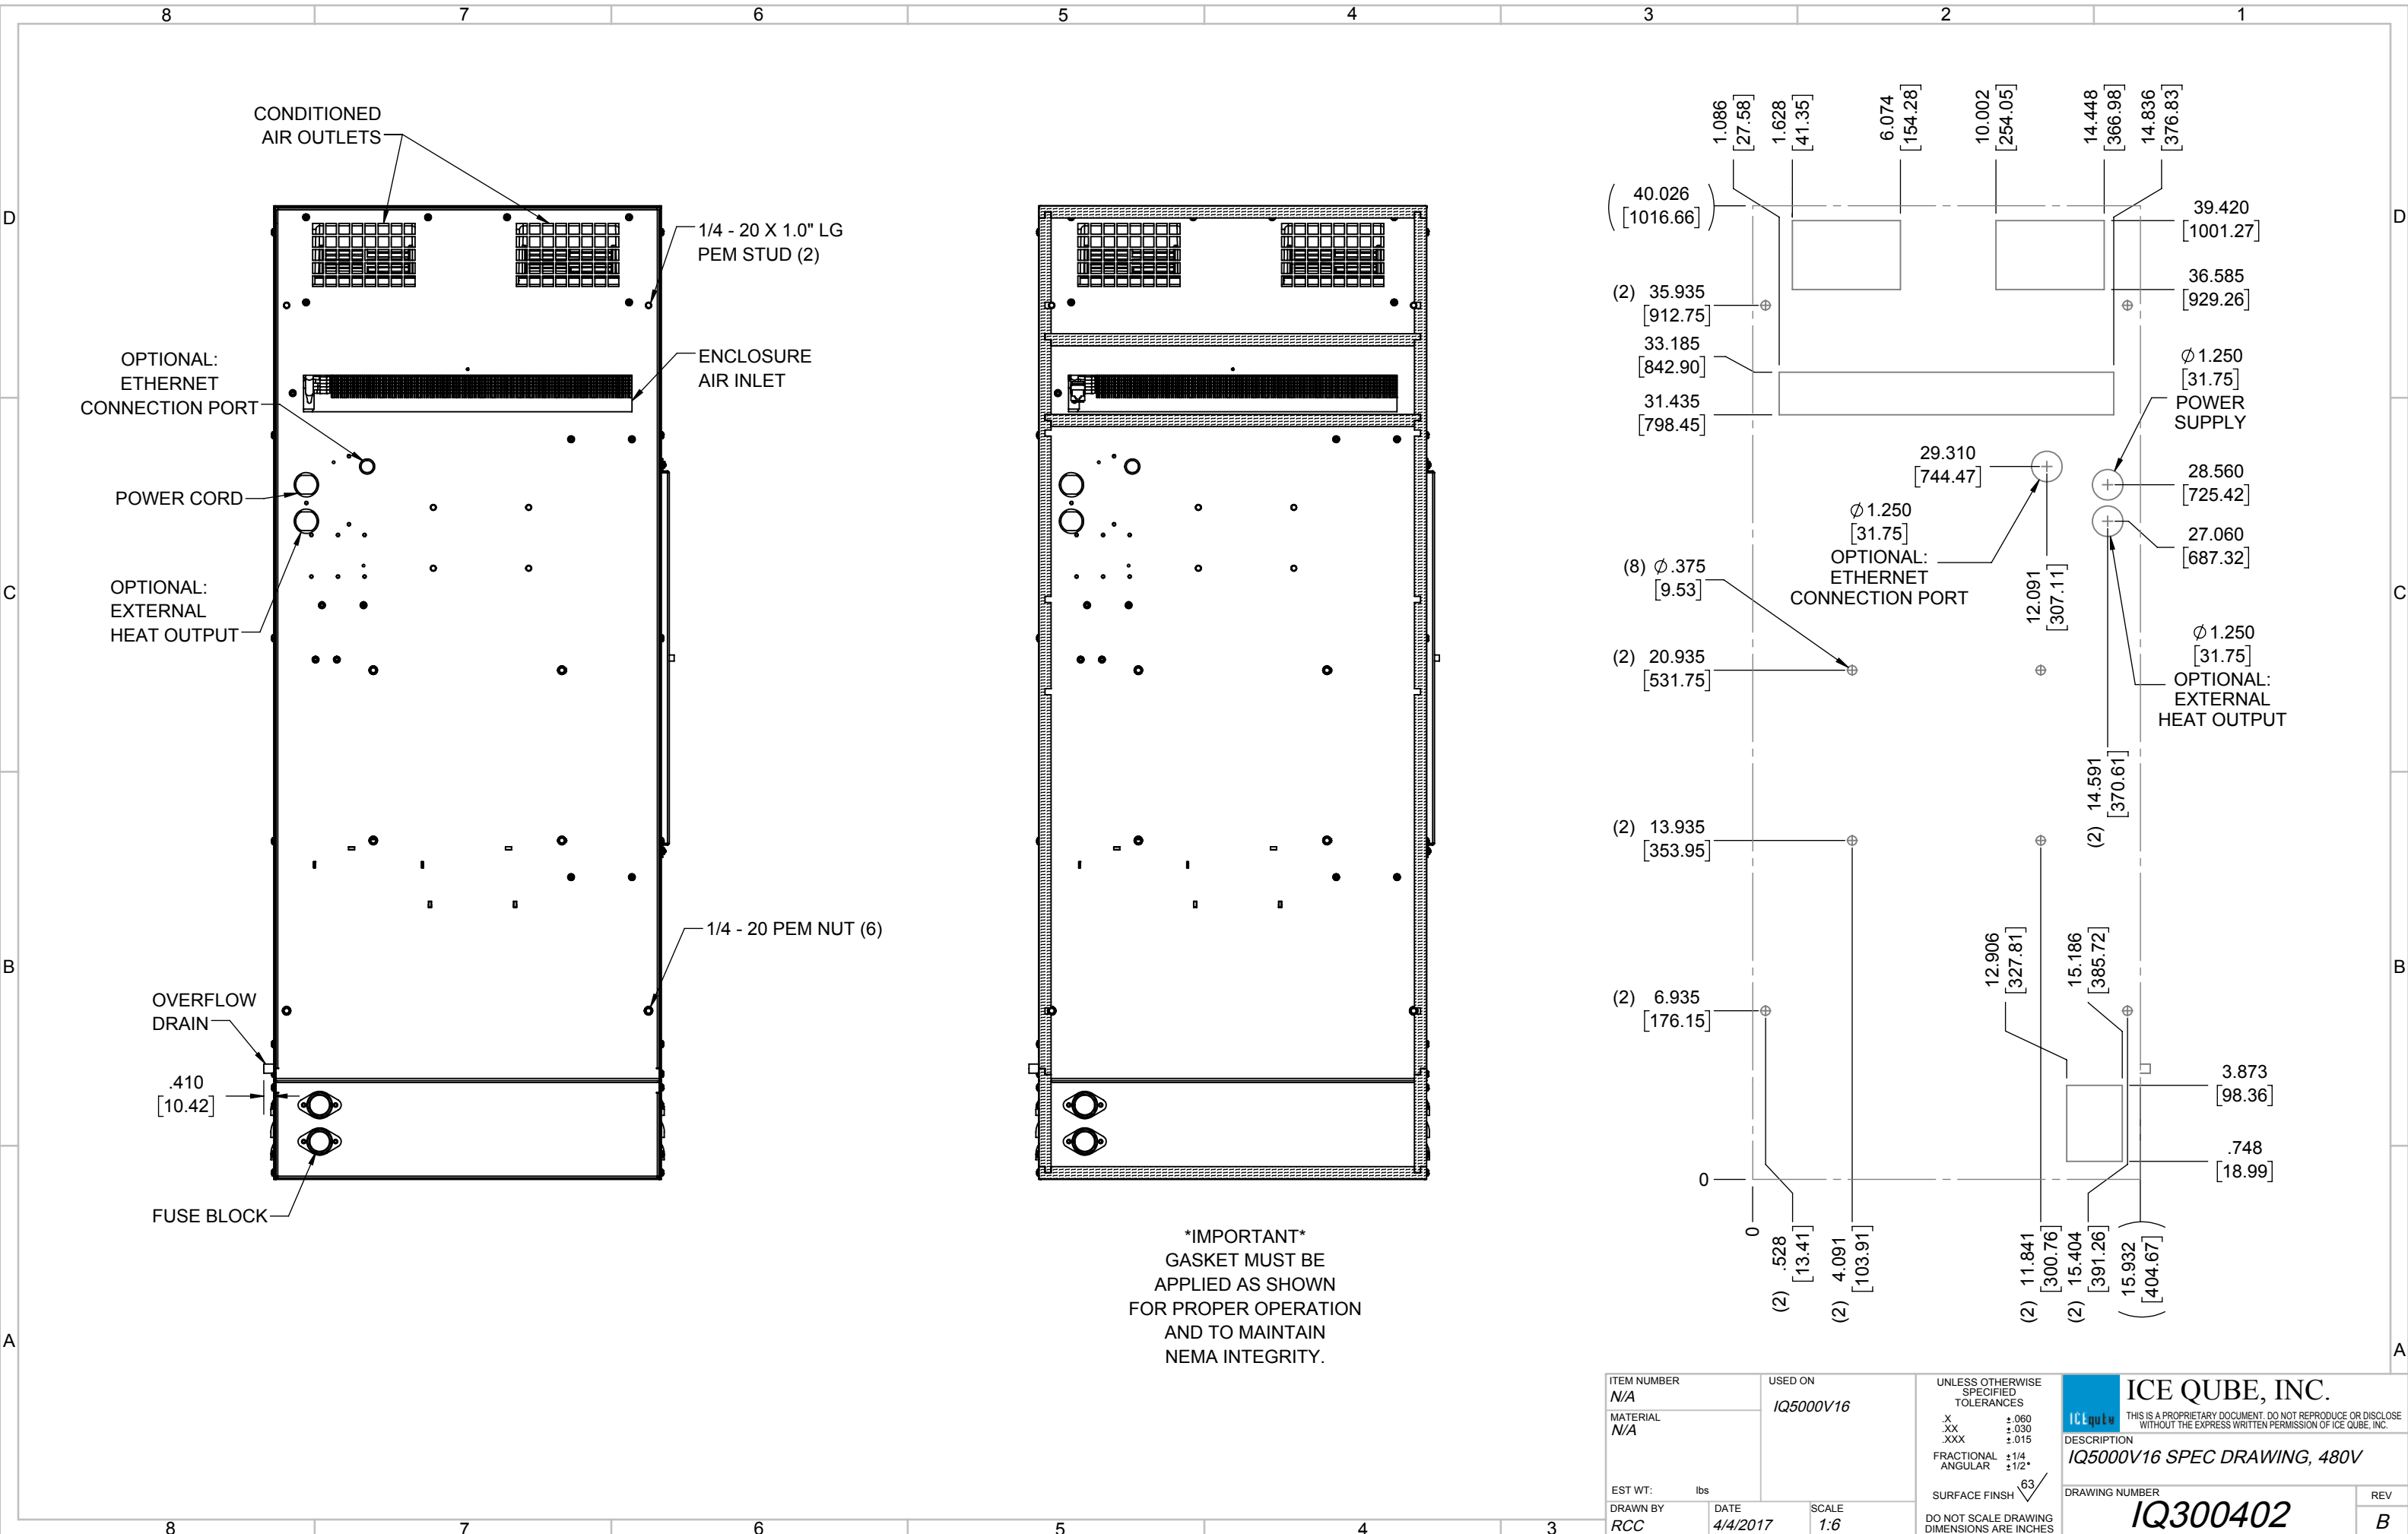 8 7 6 5 4 3 2 1
D
C
B
A
CONDITIONED
AIR OUTLETS
1/4 - 20 X 1.0" LG
PEM STUD (2)
OPTIONAL:
ETHERNET
CONNECTION PORT
ENCLOSURE
AIR INLET
POWER CORD
OPTIONAL:
EXTERNAL
HEAT OUTPUT
1/4 - 20 PEM NUT (6)
OVERFLOW
DRAIN
.410
[10.42]
FUSE BLOCK
*IMPORTANT*
GASKET MUST BE
APPLIED AS SHOWN
FOR PROPER OPERATION
AND TO MAINTAIN
NEMA INTEGRITY.
1.086
[27.58]
1.628
[41.35]
6.074
[154.28]
10.002
[254.05]
14.448
[366.98]
14.836
[376.83]
(40.026
[1016.66])
39.420
[1001.27]
36.585
[929.26]
(2) 35.935
[912.75]
33.185
[842.90]
31.435
[798.45]
Ø1.250
[31.75]
POWER
SUPPLY
29.310
[744.47]
28.560
[725.42]
Ø1.250
[31.75]
OPTIONAL:
ETHERNET
CONNECTION PORT
27.060
[687.32]
12.091
[307.11]
(8) Ø.375
[9.53]
Ø1.250
[31.75]
OPTIONAL:
EXTERNAL
HEAT OUTPUT
(2) 20.935
[531.75]
(2) 14.591
[370.61]
(2) 13.935
[353.95]
12.906
[327.81]
15.186
[385.72]
(2) 6.935
[176.15]
3.873
[98.36]
.748
[18.99]
0
0
(2) .528
[13.41]
(2) 4.091
[103.91]
(2) 11.841
[300.76]
(2) 15.404
[391.26]
(15.932
[404.67])
ITEM NUMBER
N/A
USED ON
IQ5000V16
MATERIAL
N/A
EST WT: lbs
DRAWN BY
RCC
DATE
4/4/2017
SCALE
1:6
UNLESS OTHERWISE
SPECIFIED
TOLERANCES
.X ±.060
.XX ±.030
.XXX ±.015
FRACTIONAL ±1/4
ANGULAR ±1/2°
63
SURFACE FINSH
DO NOT SCALE DRAWING
DIMENSIONS ARE INCHES
ICEqube
ICE QUBE, INC.
THIS IS A PROPRIETARY DOCUMENT. DO NOT REPRODUCE OR DISCLOSE
WITHOUT THE EXPRESS WRITTEN PERMISSION OF ICE QUBE, INC.
DESCRIPTION
IQ5000V16 SPEC DRAWING, 480V
DRAWING NUMBER
IQ300402
REV
B
D
C
B
A
8 7 6 5 4 3